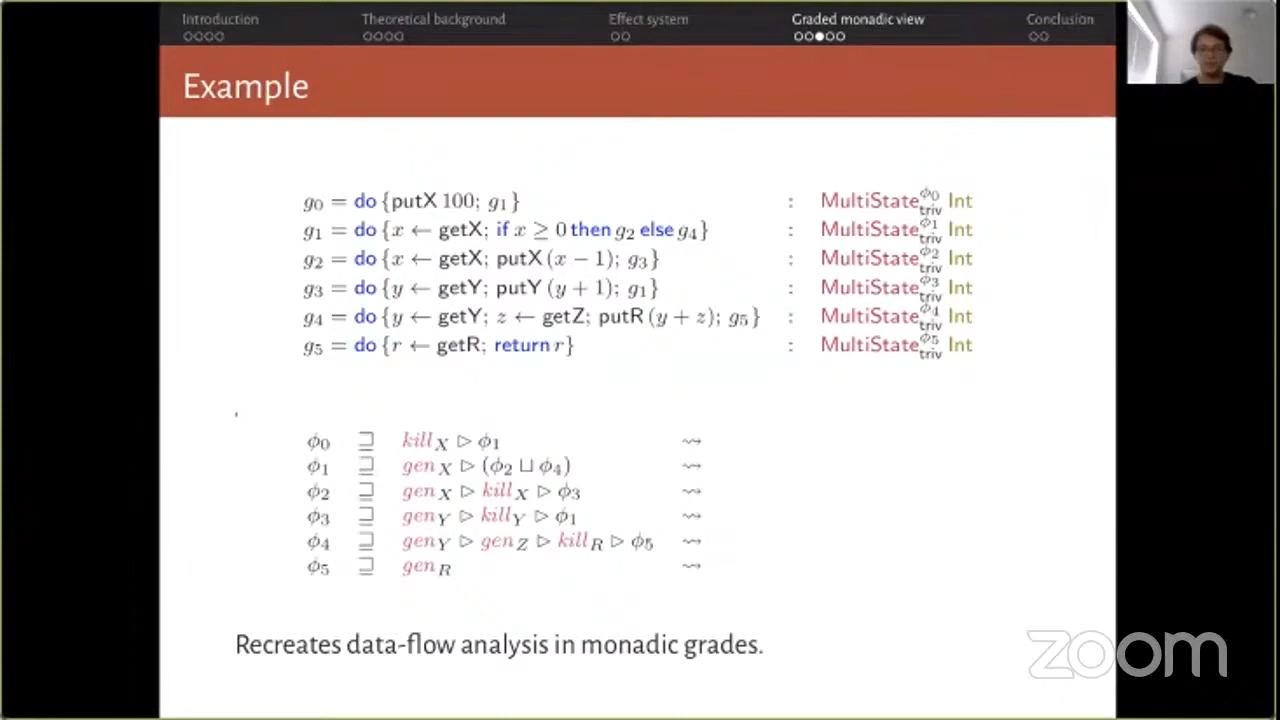 Introduction Theoretical background Effect system Graded monadic view Conclusion
Example
g₀ = do {putX 100; g₁} : MultiState^ϕ₀_triv Int
g₁ = do {x ← getX; if x ≥ 0 then g₂ else g₄} : MultiState^ϕ₁_triv Int
g₂ = do {x ← getX; putX (x − 1); g₃} : MultiState^ϕ₂_triv Int
g₃ = do {y ← getY; putY (y + 1); g₁} : MultiState^ϕ₃_triv Int
g₄ = do {y ← getY; z ← getZ; putR (y + z); g₅} : MultiState^ϕ₄_triv Int
g₅ = do {r ← getR; return r} : MultiState^ϕ₅_triv Int
ϕ₀ ⊒ kill_X ▷ ϕ₁ ⇝
ϕ₁ ⊒ gen_X ▷ (ϕ₂ ⊔ ϕ₄) ⇝
ϕ₂ ⊒ gen_X ▷ kill_X ▷ ϕ₃ ⇝
ϕ₃ ⊒ gen_Y ▷ kill_Y ▷ ϕ₁ ⇝
ϕ₄ ⊒ gen_Y ▷ gen_Z ▷ kill_R ▷ ϕ₅ ⇝
ϕ₅ ⊒ gen_R ⇝
Recreates data-flow analysis in monadic grades.
zoom